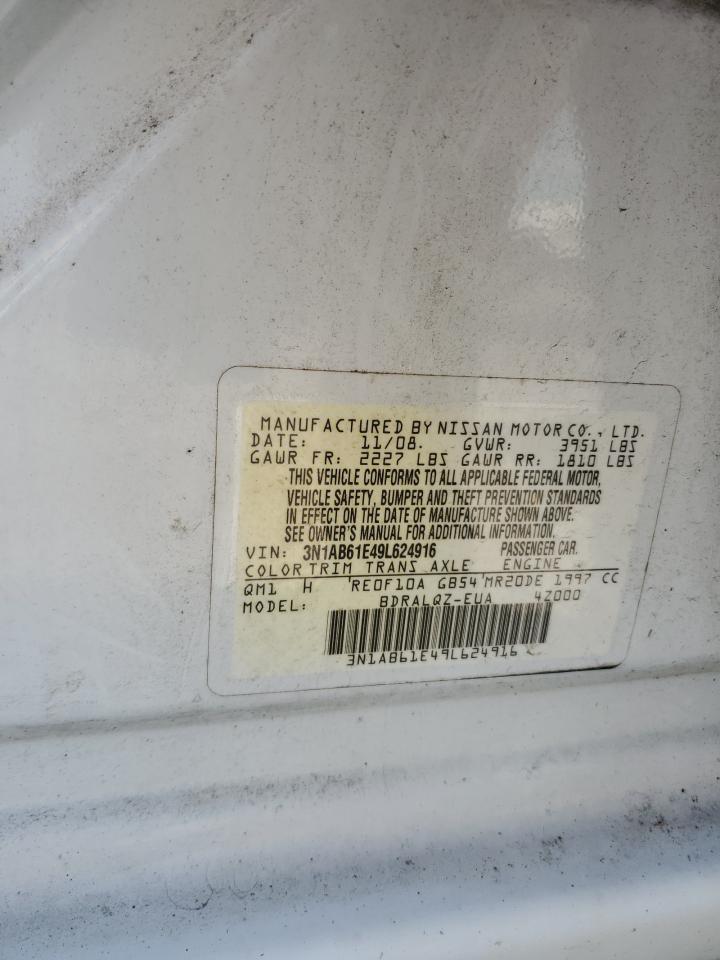 MANUFACTURED BY NISSAN MOTOR CO., LTD.
DATE: 11/08. GVWR: 3951 LBS
GAWR FR: 2227 LBS GAWR RR: 1810 LBS
THIS VEHICLE CONFORMS TO ALL APPLICABLE FEDERAL MOTOR
VEHICLE SAFETY, BUMPER AND THEFT PREVENTION STANDARDS
IN EFFECT ON THE DATE OF MANUFACTURE SHOWN ABOVE.
SEE OWNER'S MANUAL FOR ADDITIONAL INFORMATION.
VIN: 3N1AB61E49L624916 PASSENGER CAR.
COLOR TRIM TRANS AXLE ENGINE
QM1 H RE0F10A GB54 MR20DE 1997 CC
MODEL: BDRALQZ-EUA 4Z000
3N1AB61E49L624916